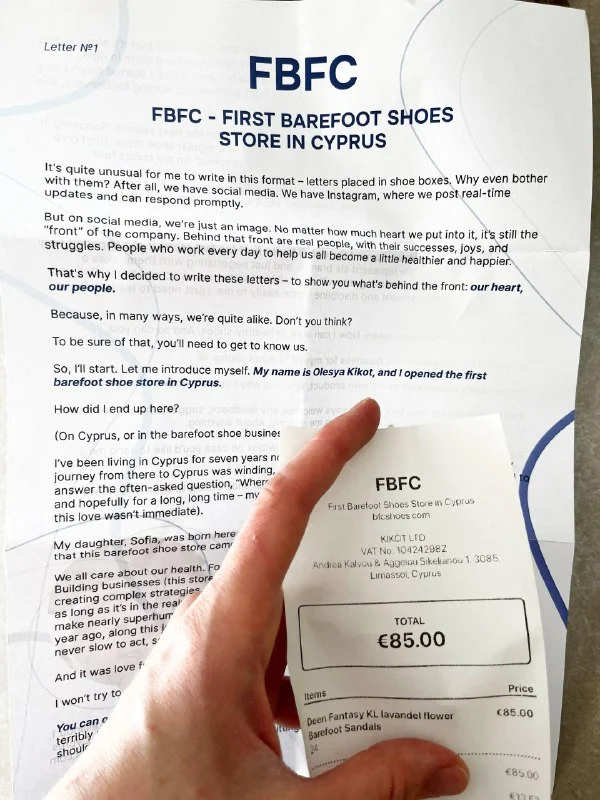 Letter №1
FBFC
FBFC - FIRST BAREFOOT SHOES
STORE IN CYPRUS
It's quite unusual for me to write in this format – letters placed in shoe boxes. Why even bother
with them? After all, we have social media. We have Instagram, where we post real-time
updates and can respond promptly.
But on social media, we're just an image. No matter how much heart we put into it, it's still the
"front" of the company. Behind that front are real people, with their successes, joys, and
struggles. People who work every day to help us all become a little healthier and happier.
That's why I decided to write these letters – to show you what's behind the front: our heart,
our people.
Because, in many ways, we're quite alike. Don't you think?
To be sure of that, you'll need to get to know us.
So, I'll start. Let me introduce myself. My name is Olesya Kikot, and I opened the first
barefoot shoe store in Cyprus.
How did I end up here?
(On Cyprus, or in the barefoot shoe
I've been living in Cyprus for seven years
journey from there to Cyprus was winding,
answer the often-asked question,
and hopefully for a long, long time –
this love wasn't immediate).
My daughter, Sofia, was born here
that this barefoot shoe store
We all care about our health.
Building businesses (this
creating complex strategies
as long as it's in the
make nearly superhuman
year ago, along this
never slow to act,
And it was love
I won't try to
You can
terribly
to
FBFC
First Barefoot Shoes Store in Cyprus
bfcshoes.com
KIKOT LTD
VAT No: 10424298Z
Andrea Kalvou & Aggelou Sikelianou 1, 3085,
Limassol, Cyprus
TOTAL
€85.00
Items Price
Deen Fantasy KL lavandel flower €85.00
Barefoot Sandals
24
€85.00